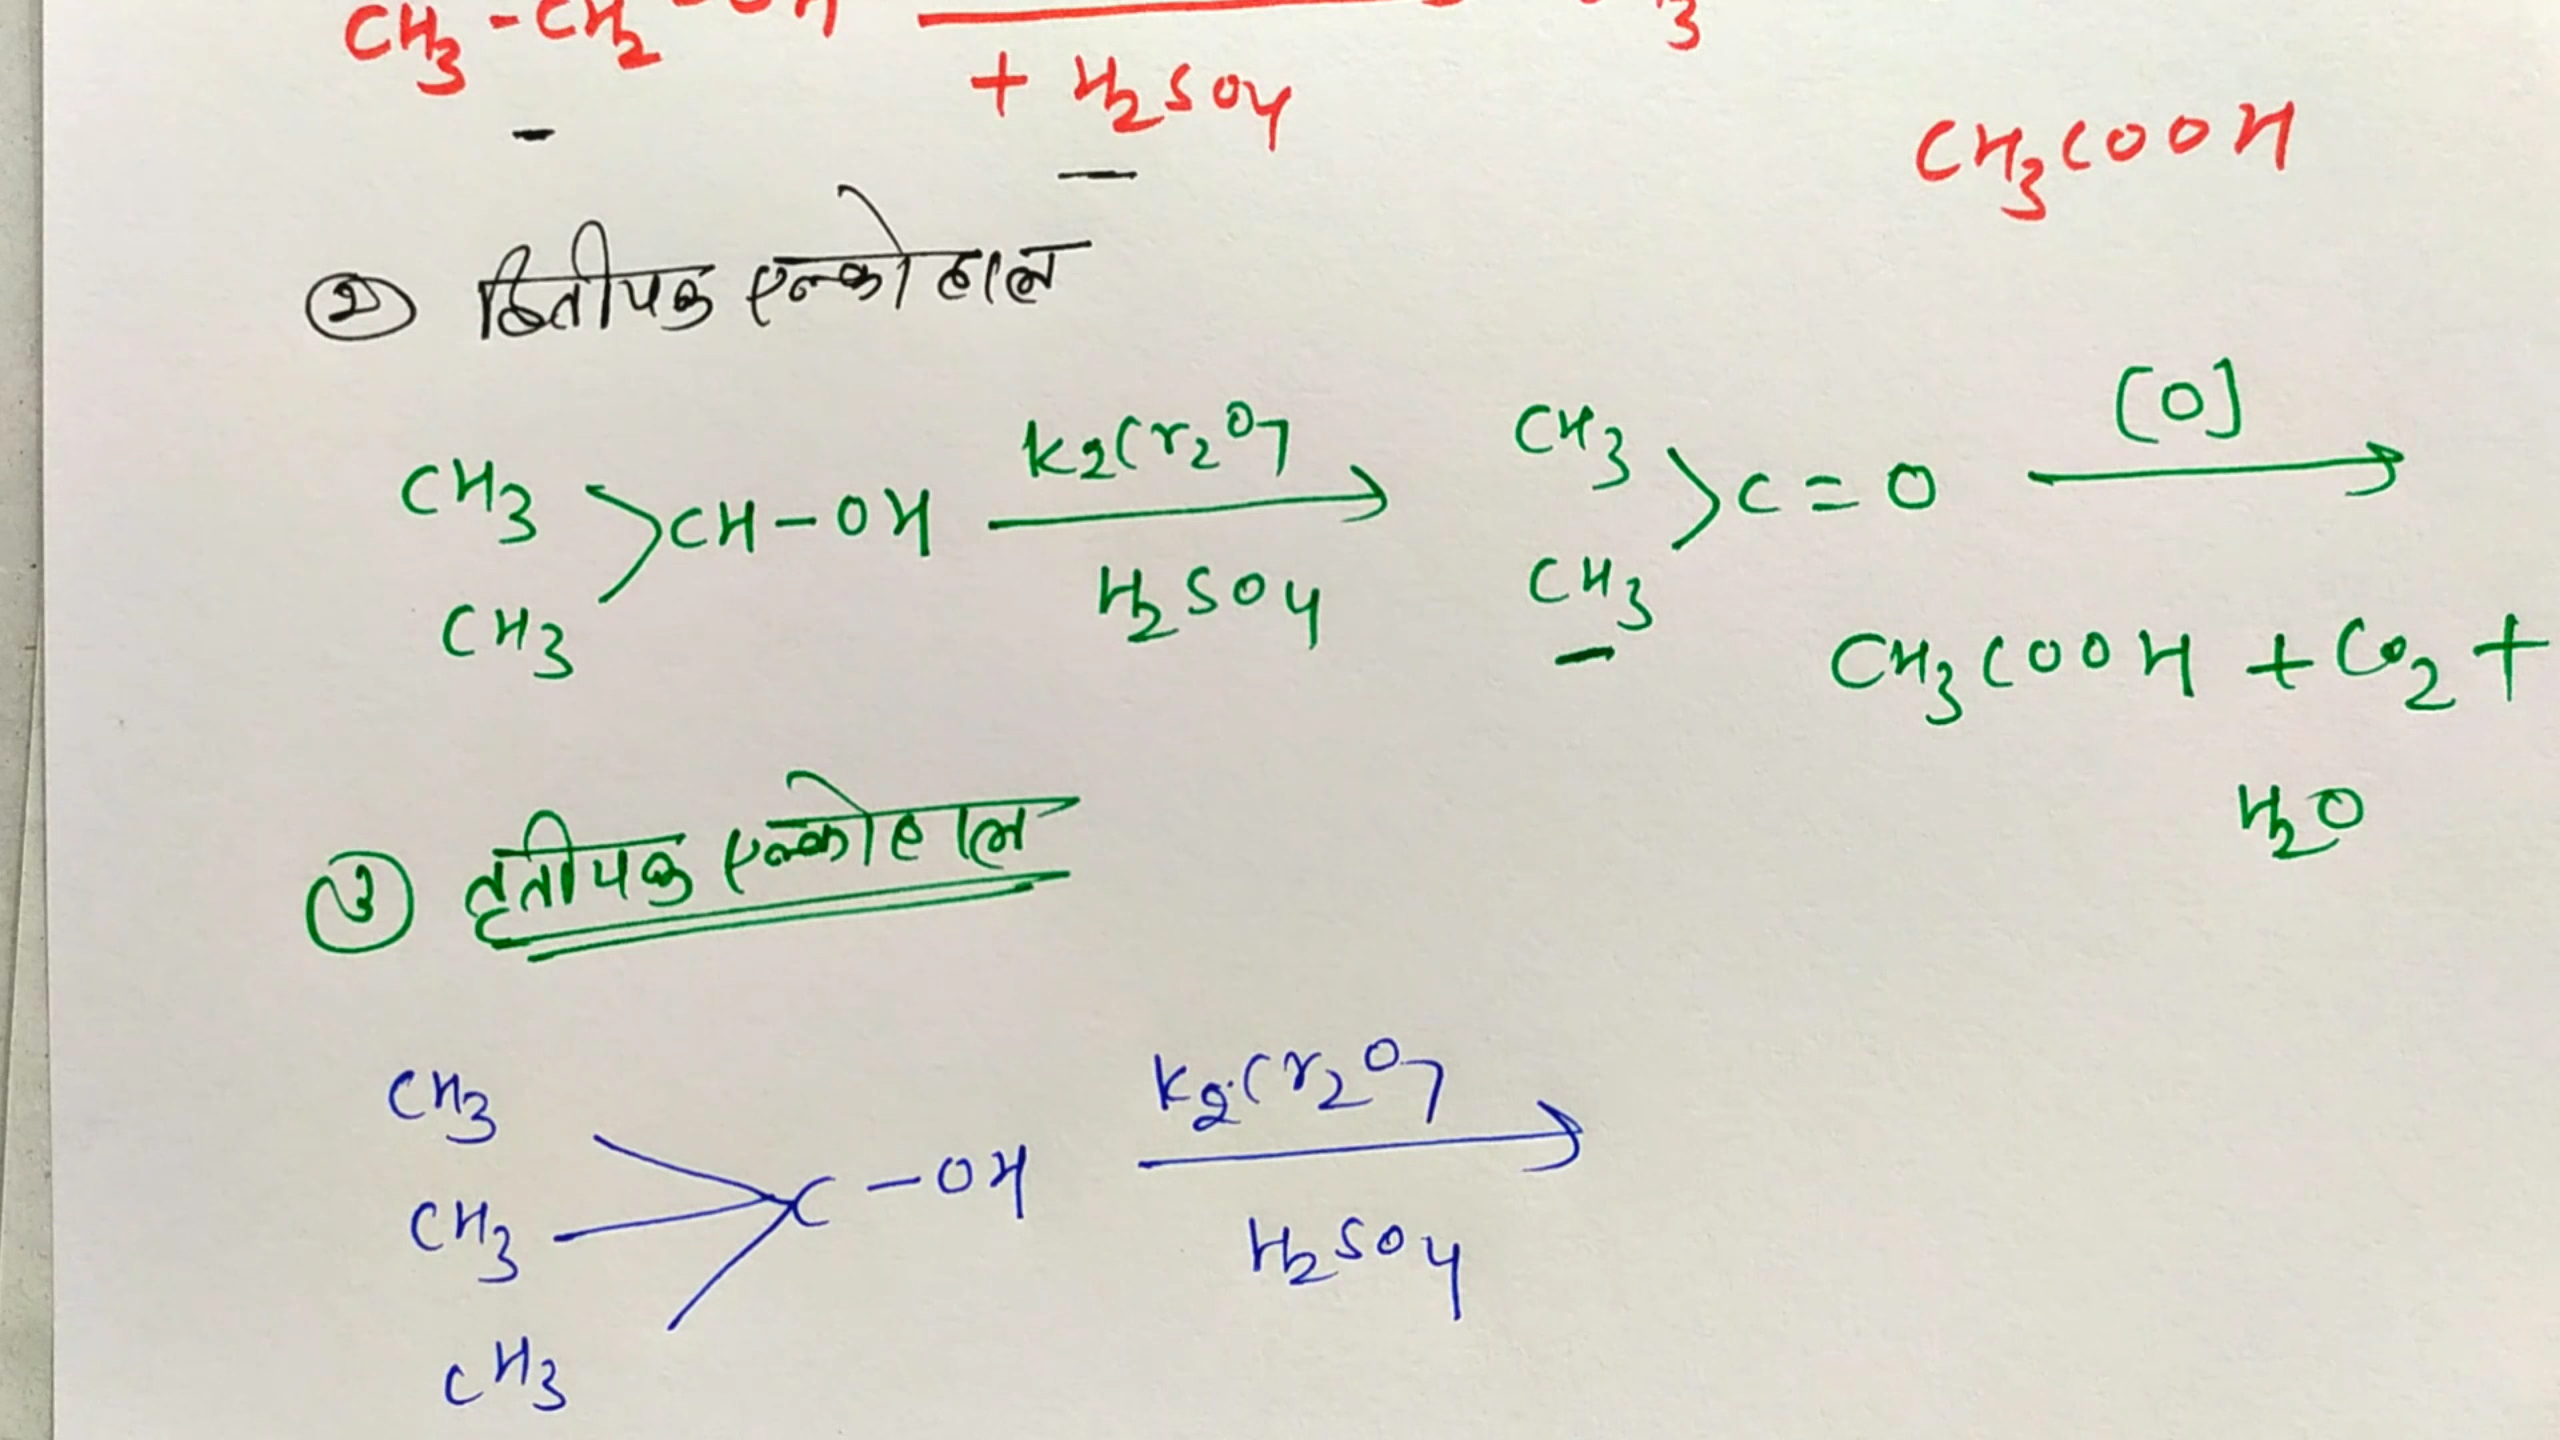 CH3-CH2-OH
+ H2SO4
CH3COOH
② द्वितीयक एल्कोहाल
CH3 CH-OH K2Cr2O7 CH3 C=O [O]
CH3 H2SO4 CH3
CH3COOH + CO2 +
H2O
③ तृतीयक एल्कोहाल
CH3
CH3 C-OH K2Cr2O7
CH3 H2SO4